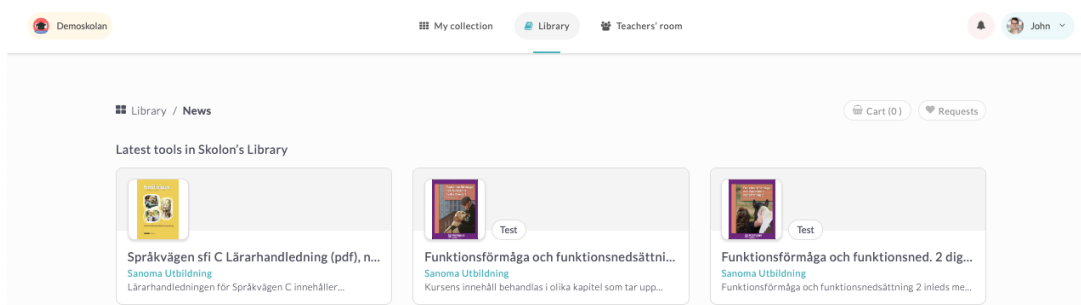 Demoskolan
My collection
Library
Teachers' room
John
Library / News
Cart (0)
Requests
Latest tools in Skolon's Library
Test
Test
Språkvägen sfi C Lärarhandledning (pdf), n...
Sanoma Utbildning
Lärarhandledningen för Språkvägen C innehåller...
Funktionsförmåga och funktionsnedsättni...
Sanoma Utbildning
Kursens innehåll behandlas i olika kapitel som tar upp...
Funktionsförmåga och funktionsned. 2 dig...
Sanoma Utbildning
Funktionsförmåga och funktionsnedsättning 2 inleds me...